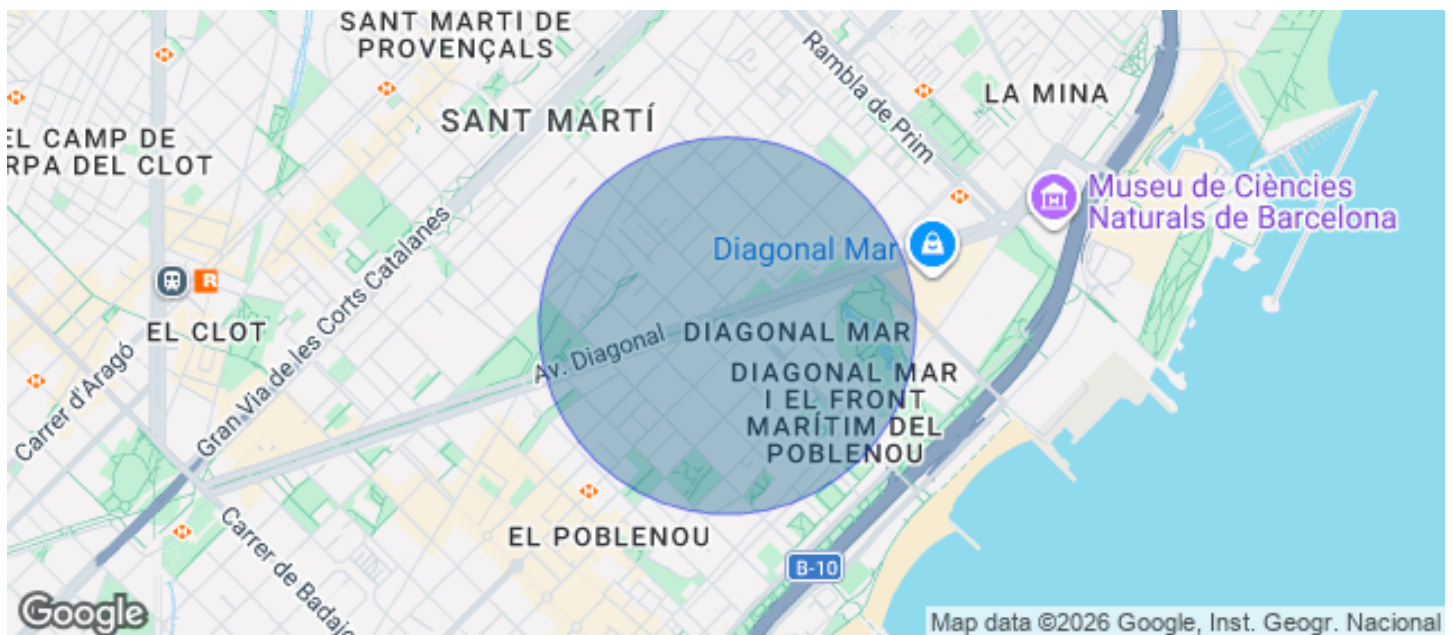 SANT MARTÍ DE
PROVENÇALS
Rambla de Prim
LA MINA
SANT MARTÍ
EL CAMP DE
RPA DEL CLOT
Museu de Ciències
Naturals de Barcelona
Diagonal Mar
Gran Via de les Corts Catalanes
R
EL CLOT
Av. Diagonal
DIAGONAL MAR
DIAGONAL MAR
I EL FRONT
MARÍTIM DEL
POBLENOU
Carrer d'Aragó
EL POBLENOU
Carrer de Badajo
B-10
Google
Map data ©2026 Google, Inst. Geogr. Nacional